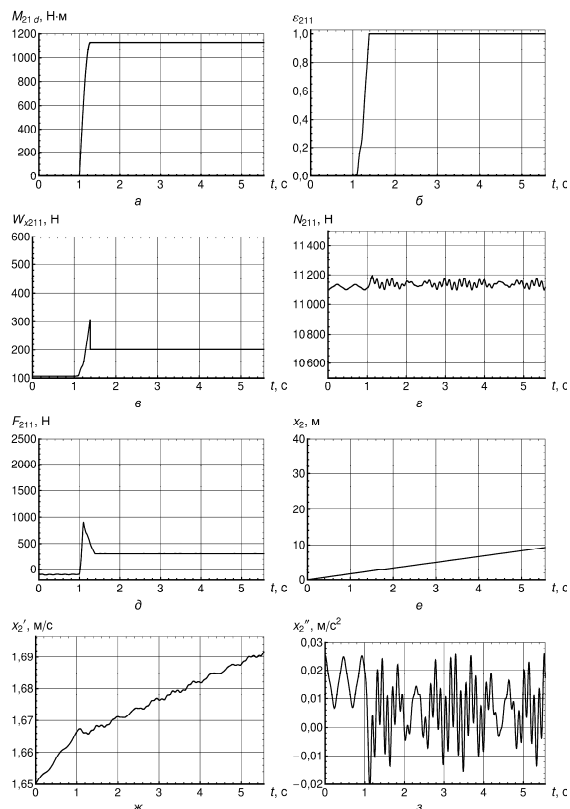 M21 d, Н·м
1200
1000
800
600
400
200
0
0 1 2 3 4 5 t, с
а
ε211
1,0
0,8
0,6
0,4
0,2
0,0
0 1 2 3 4 5 t, с
б
Wx211, Н
600
500
400
300
200
100
0 1 2 3 4 5 t, с
в
N211, Н
11 400
11 200
11 000
10 800
10 600
0 1 2 3 4 5 t, с
г
F211, Н
2500
2000
1500
1000
500
0
0 1 2 3 4 5 t, с
д
x2, м
40
30
20
10
0
0 1 2 3 4 5 t, с
е
x2′, м/с
1,69
1,68
1,67
1,66
1,65
0 1 2 3 4 5 t, с
ж
x2″, м/с2
0,03
0,02
0,01
0,00
–0,01
–0,02
0 1 2 3 4 5 t, с
з